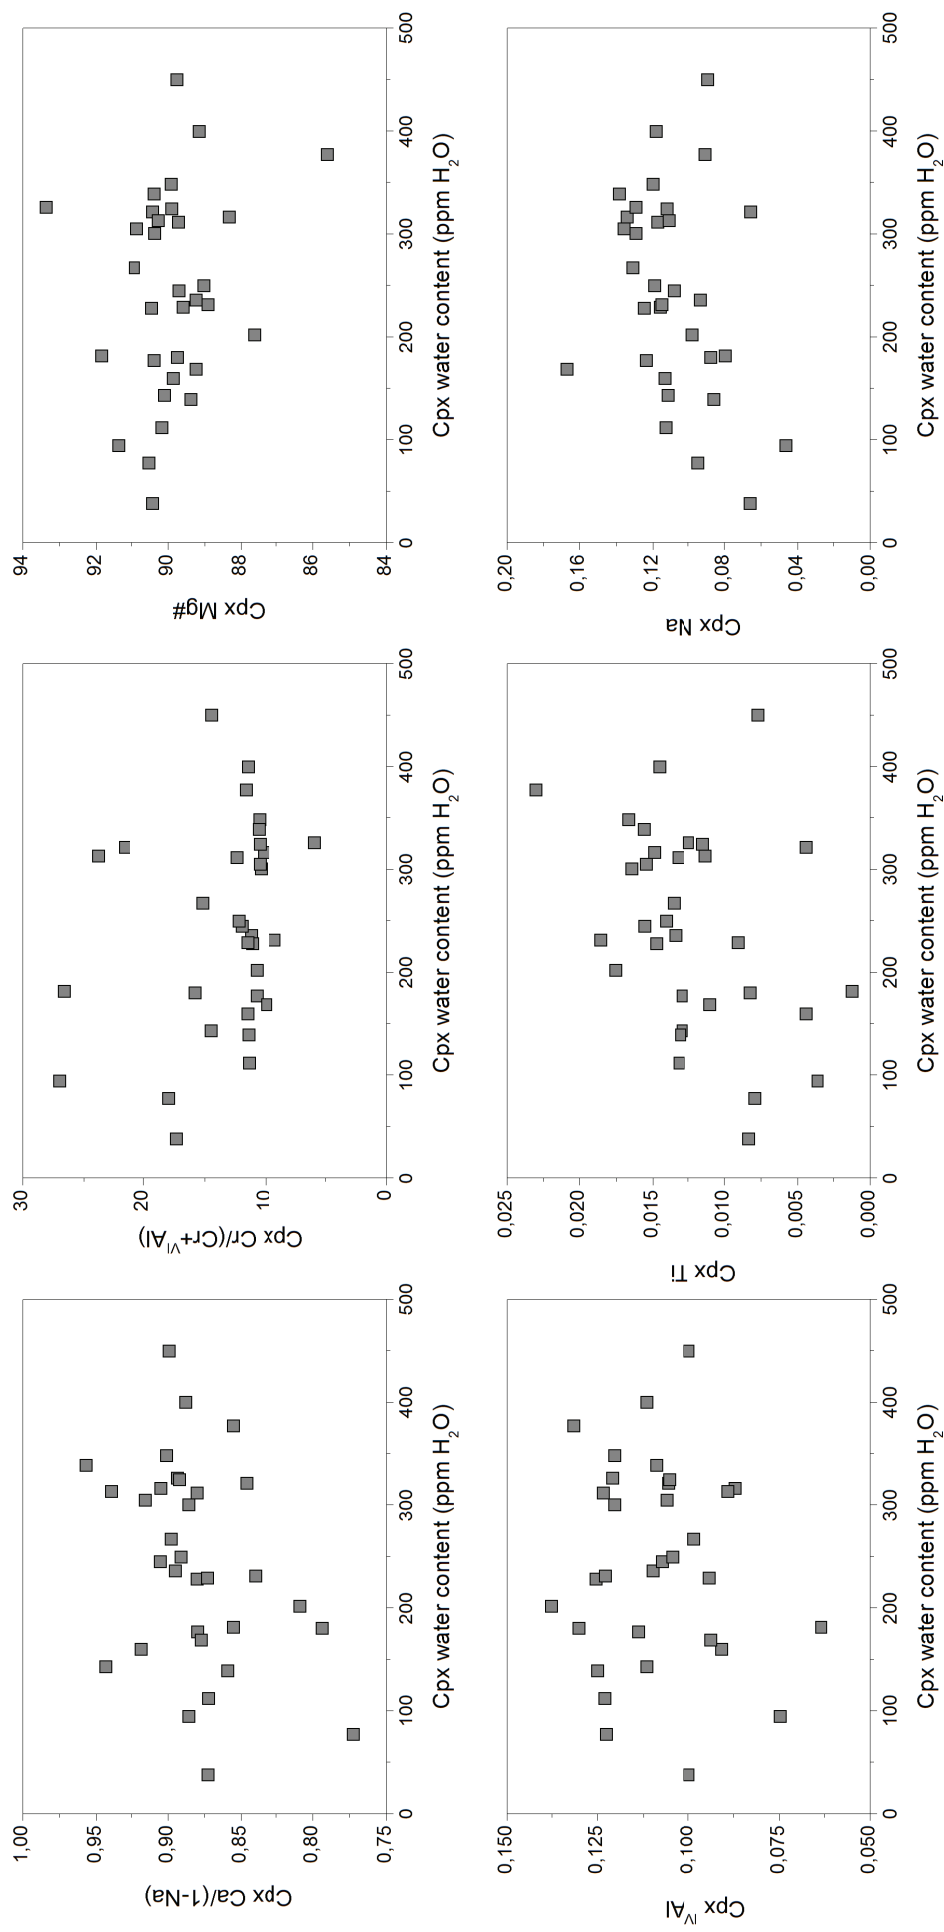 1,00
0,95
0,90
0,85
0,80
0,75
Cpx Ca/(1-Na)
0 100 200 300 400 500
Cpx water content (ppm H₂O)
30
20
10
0
Cpx Cr/(Cr+ⱽᴵAl)
0 100 200 300 400 500
Cpx water content (ppm H₂O)
94
92
90
88
86
84
Cpx Mg#
0 100 200 300 400 500
Cpx water content (ppm H₂O)
0,150
0,125
0,100
0,075
0,050
Cpx ᴵⱽAl
0 100 200 300 400 500
Cpx water content (ppm H₂O)
0,025
0,020
0,015
0,010
0,005
0,000
Cpx Ti
0 100 200 300 400 500
Cpx water content (ppm H₂O)
0,20
0,16
0,12
0,08
0,04
0,00
Cpx Na
0 100 200 300 400 500
Cpx water content (ppm H₂O)